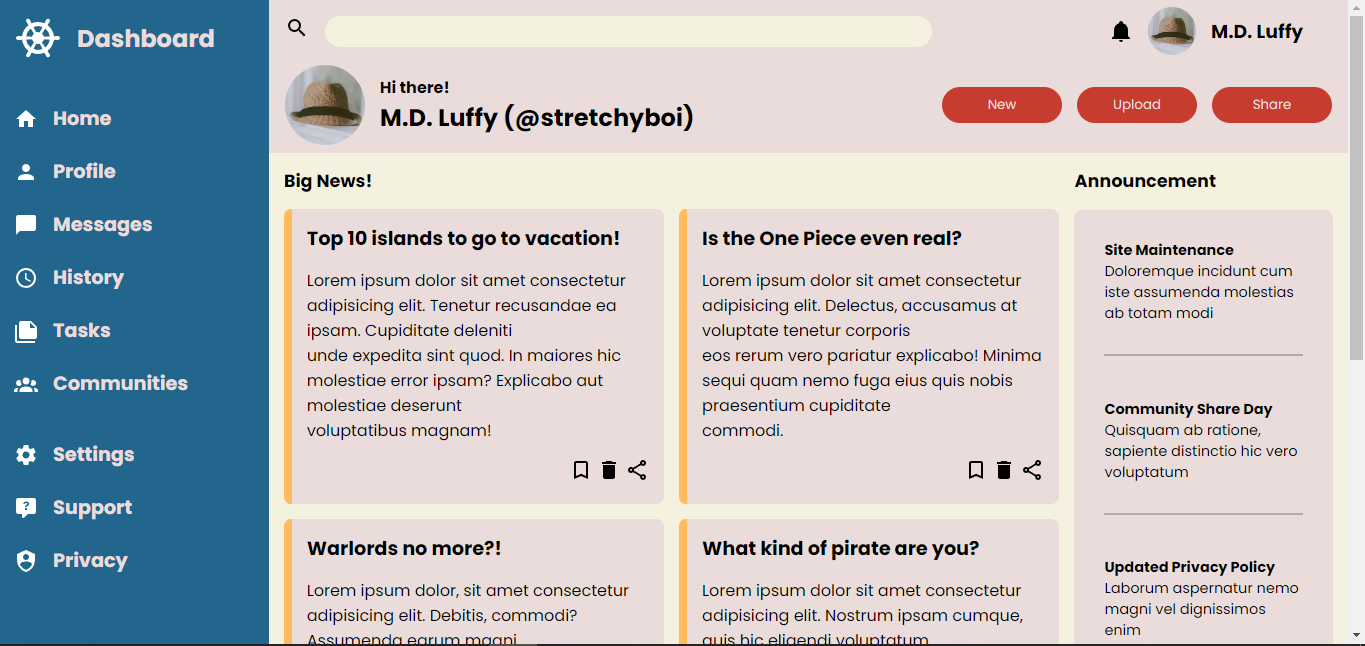 Dashboard
Home
Profile
Messages
History
Tasks
Communities
Settings
Support
Privacy
M.D. Luffy
Hi there!
M.D. Luffy (@stretchyboi)
New
Upload
Share
Big News!
Top 10 islands to go to vacation!
Lorem ipsum dolor sit amet consectetur
adipisicing elit. Tenetur recusandae ea
ipsam. Cupiditate deleniti
unde expedita sint quod. In maiores hic
molestiae error ipsam? Explicabo aut
molestiae deserunt
voluptatibus magnam!
Is the One Piece even real?
Lorem ipsum dolor sit amet consectetur
adipisicing elit. Delectus, accusamus at
voluptate tenetur corporis
eos rerum vero pariatur explicabo! Minima
sequi quam nemo fuga eius quis nobis
praesentium cupiditate
commodi.
Warlords no more?!
Lorem ipsum dolor, sit amet consectetur
adipisicing elit. Debitis, commodi?
Assumenda earum magni
What kind of pirate are you?
Lorem ipsum dolor sit amet consectetur
adipisicing elit. Nostrum ipsam cumque,
quis hic eligendi voluptatum
Announcement
Site Maintenance
Doloremque incidunt cum
iste assumenda molestias
ab totam modi
Community Share Day
Quisquam ab ratione,
sapiente distinctio hic vero
voluptatum
Updated Privacy Policy
Laborum aspernatur nemo
magni vel dignissimos
enim